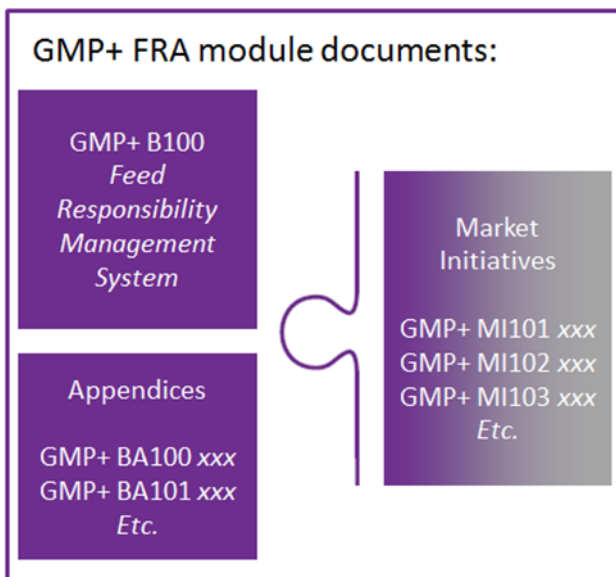 GMP+ FRA module documents:
GMP+ B100
Feed
Responsibility
Management
System
Appendices
GMP+ BA100 xxx
GMP+ BA101 xxx
Etc.
Market
Initiatives
GMP+ MI101 xxx
GMP+ MI102 xxx
GMP+ MI103 xxx
Etc.